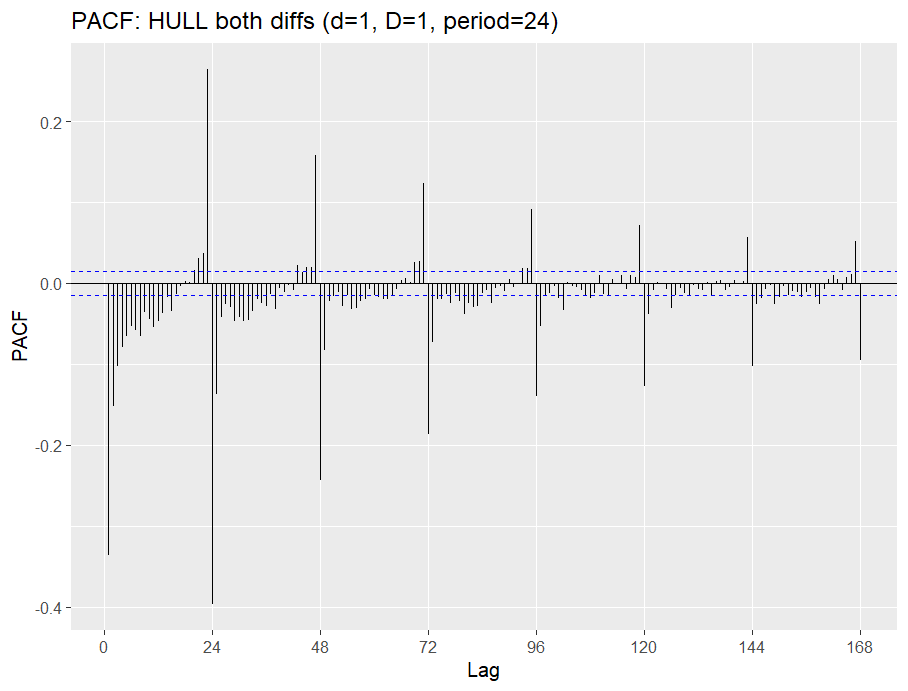 PACF: HULL both diffs (d=1, D=1, period=24)
0.2
0.0
-0.2
-0.4
PACF
0 24 48 72 96 120 144 168
Lag